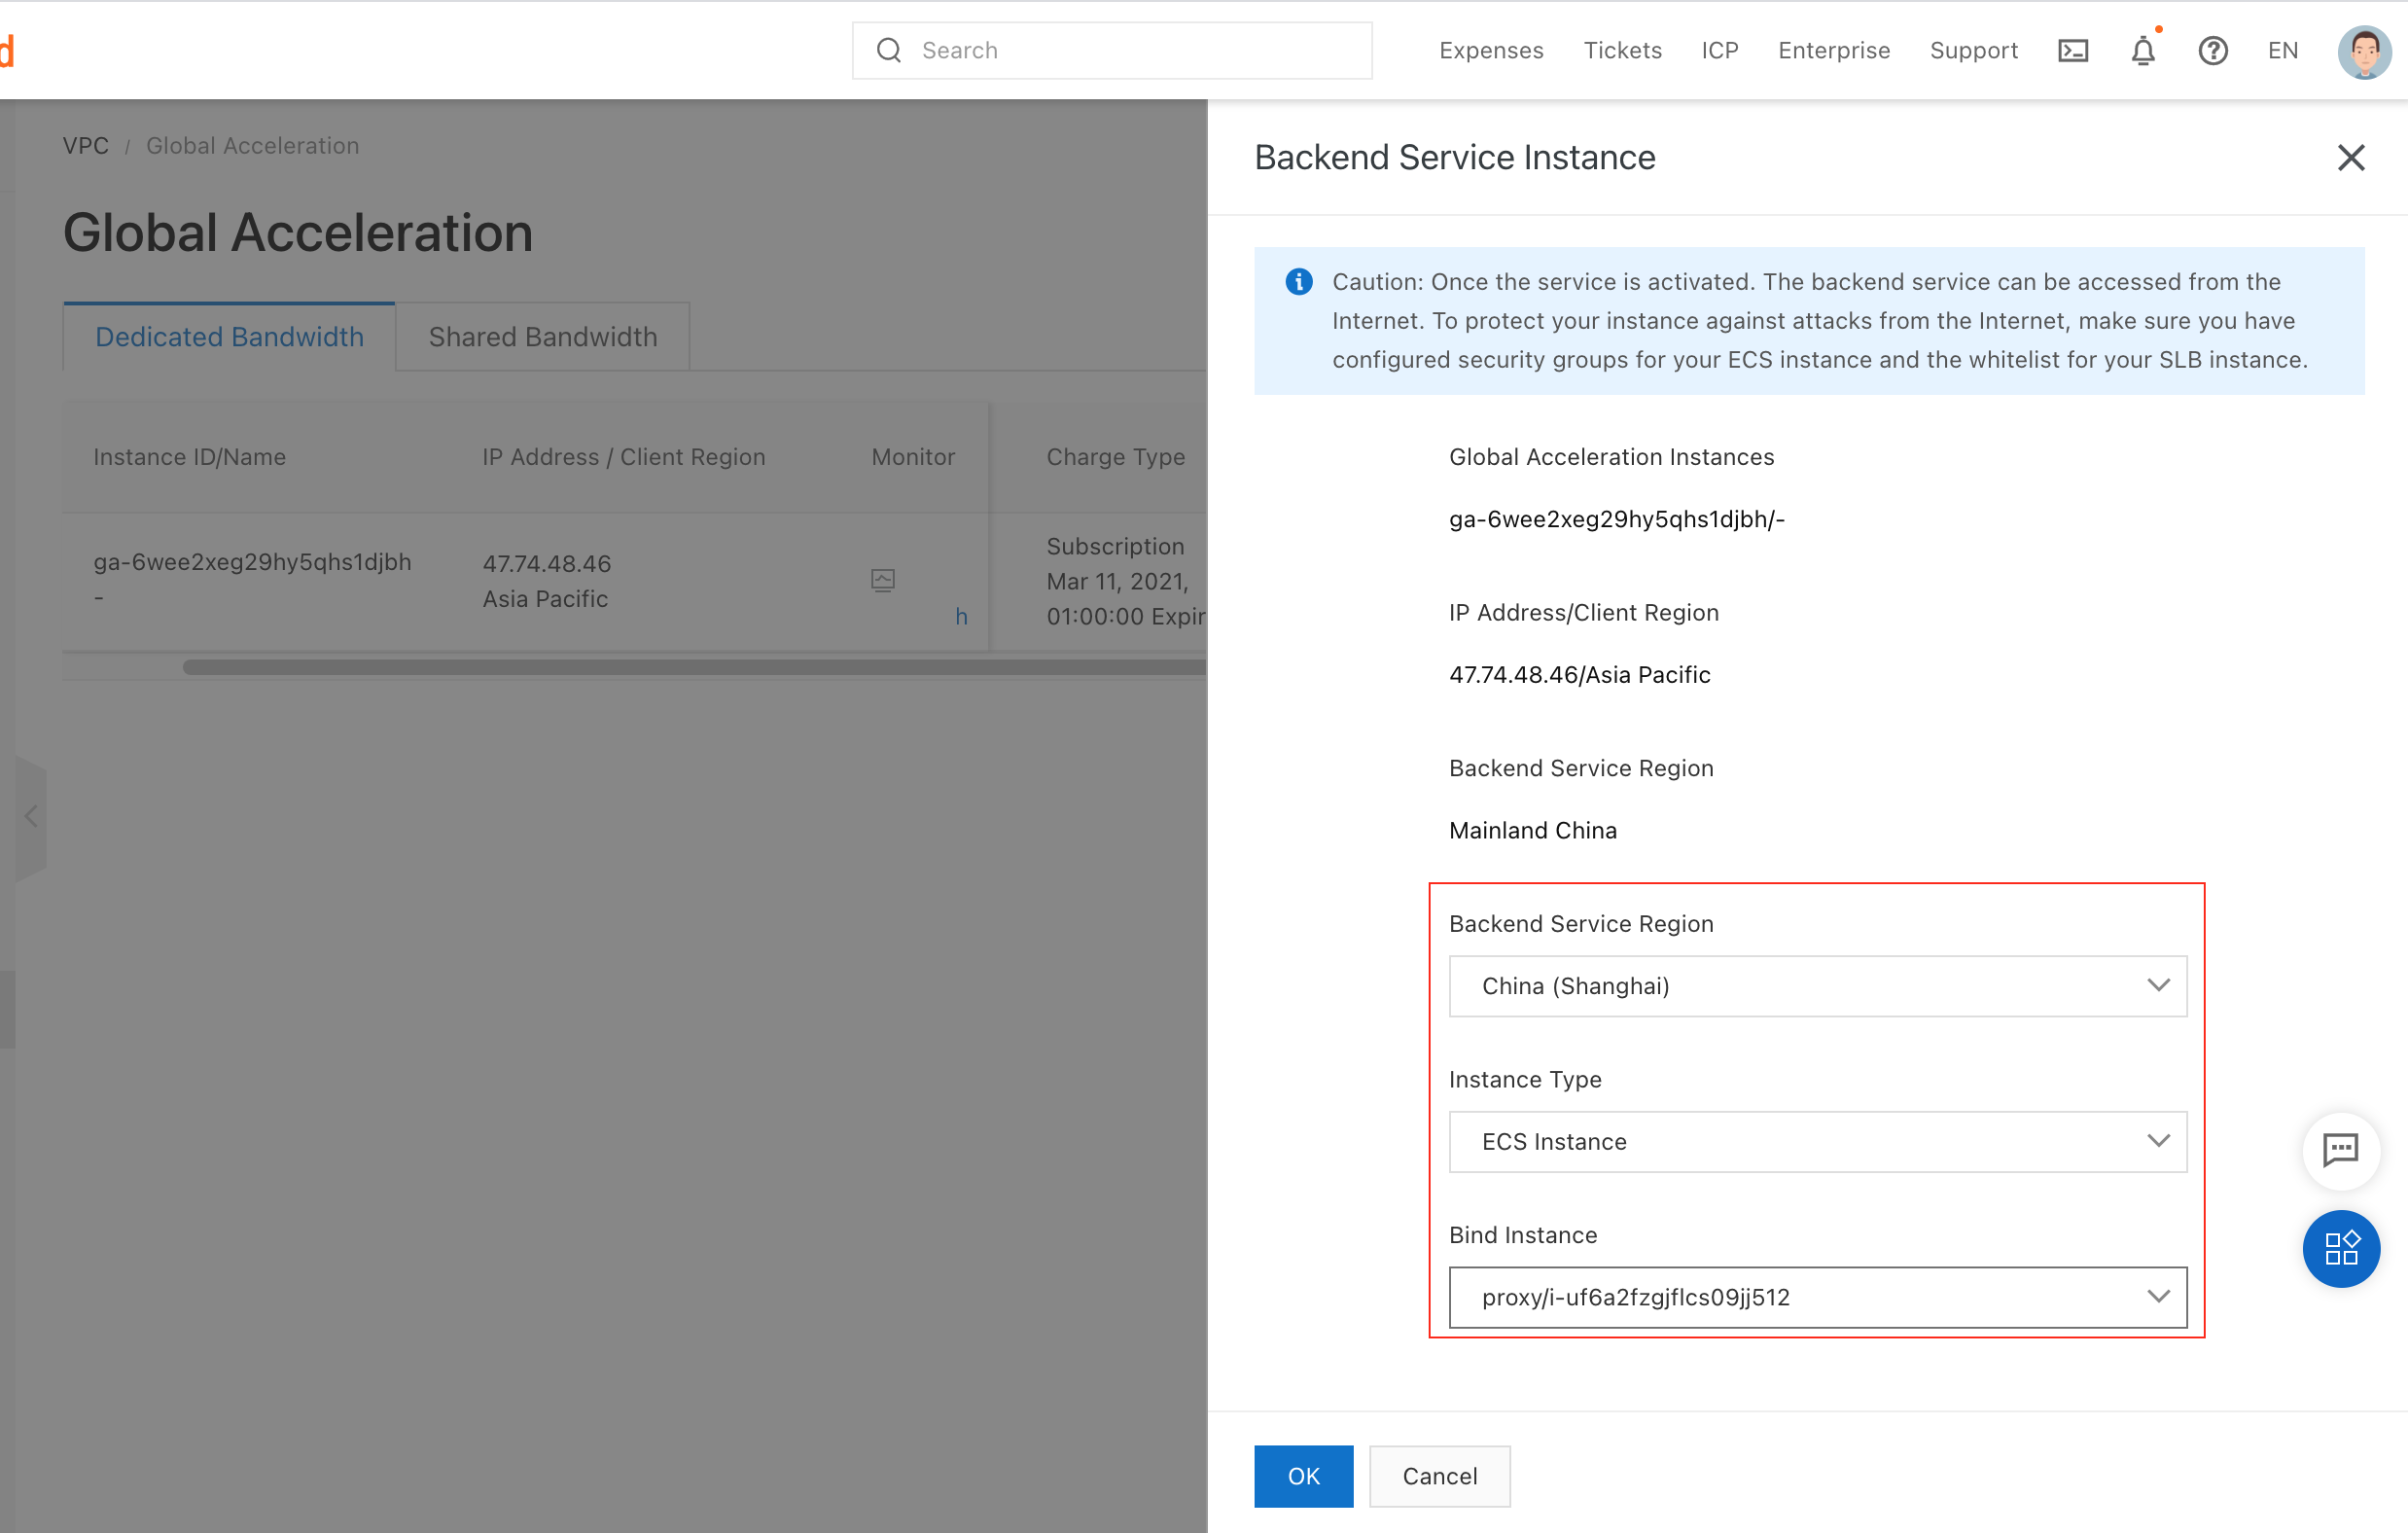 d
Search
Expenses
Tickets
ICP
Enterprise
Support
EN
VPC / Global Acceleration
Global Acceleration
Dedicated Bandwidth
Shared Bandwidth
Instance ID/Name
IP Address / Client Region
Monitor
Charge Type
ga-6wee2xeg29hy5qhs1djbh
-
47.74.48.46
Asia Pacific
h
Subscription
Mar 11, 2021,
01:00:00 Expir
Backend Service Instance
Caution: Once the service is activated. The backend service can be accessed from the
Internet. To protect your instance against attacks from the Internet, make sure you have
configured security groups for your ECS instance and the whitelist for your SLB instance.
Global Acceleration Instances
ga-6wee2xeg29hy5qhs1djbh/-
IP Address/Client Region
47.74.48.46/Asia Pacific
Backend Service Region
Mainland China
Backend Service Region
China (Shanghai)
Instance Type
ECS Instance
Bind Instance
proxy/i-uf6a2fzgjflcs09jj512
OK
Cancel